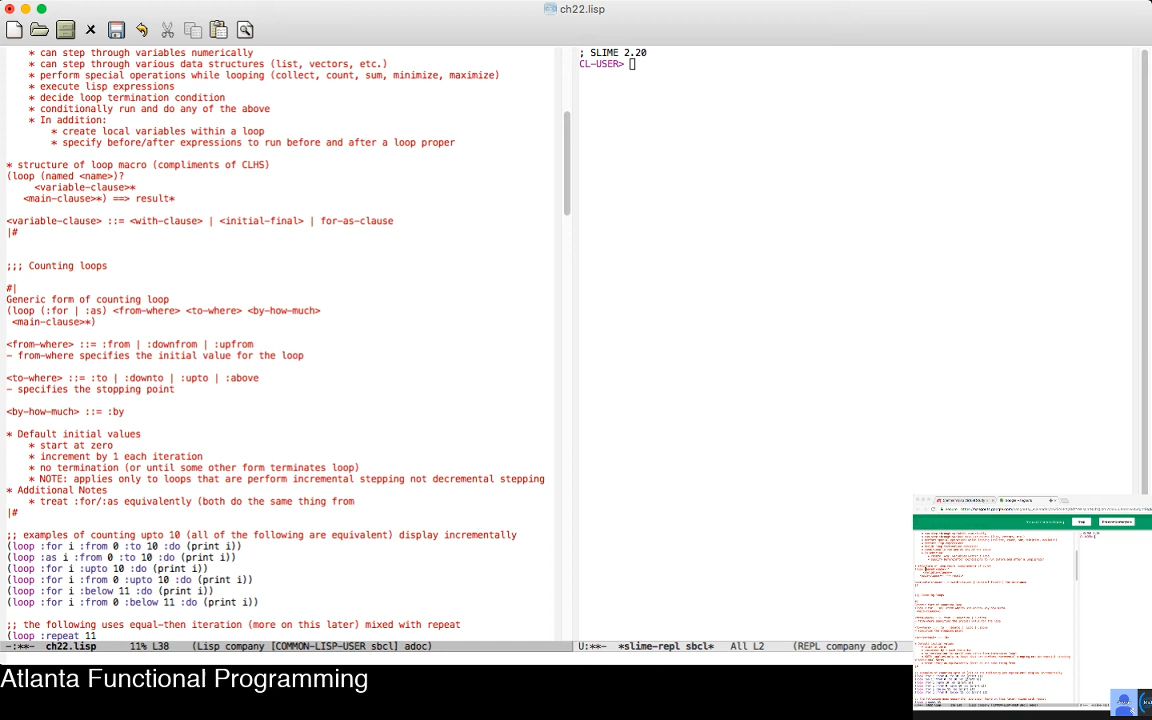 ch22.lisp
* can step through variables numerically
* can step through various data structures (list, vectors, etc.)
* perform special operations while looping (collect, count, sum, minimize, maximize)
* execute lisp expressions
* decide loop termination condition
* conditionally run and do any of the above
* In addition:
* create local variables within a loop
* specify before/after expressions to run before and after a loop proper
* structure of loop macro (compliments of CLHS)
(loop (named <name>)?
<variable-clause>*
<main-clause>*) ==> result*
<variable-clause> ::= <with-clause> | <initial-final> | for-as-clause
|#
;;; Counting loops
#|
Generic form of counting loop
(loop (:for | :as) <from-where> <to-where> <by-how-much>
<main-clause>*)
<from-where> ::= :from | :downfrom | :upfrom
- from-where specifies the initial value for the loop
<to-where> ::= :to | :downto | :upto | :above
- specifies the stopping point
<by-how-much> ::= :by
* Default initial values
* start at zero
* increment by 1 each iteration
* no termination (or until some other form terminates loop)
* NOTE: applies only to loops that are perform incremental stepping not decremental stepping
* Additional Notes
* treat :for/:as equivalently (both do the same thing from
|#
;; examples of counting upto 10 (all of the following are equivalent) display incrementally
(loop :for i :from 0 :to 10 :do (print i))
(loop :as i :from 0 :to 10 :do (print i))
(loop :for i :upto 10 :do (print i))
(loop :for i :from 0 :upto 10 :do (print i))
(loop :for i :below 11 :do (print i))
(loop :for i :from 0 :below 11 :do (print i))
;; the following uses equal-then iteration (more on this later) mixed with repeat
(loop :repeat 11
-:**- ch22.lisp 11% L38 (Lisp company [COMMON-LISP-USER sbcl] adoc)
; SLIME 2.20
CL-USER>
U:**- *slime-repl sbcl* All L2 (REPL company adoc)
Atlanta Functional Programming